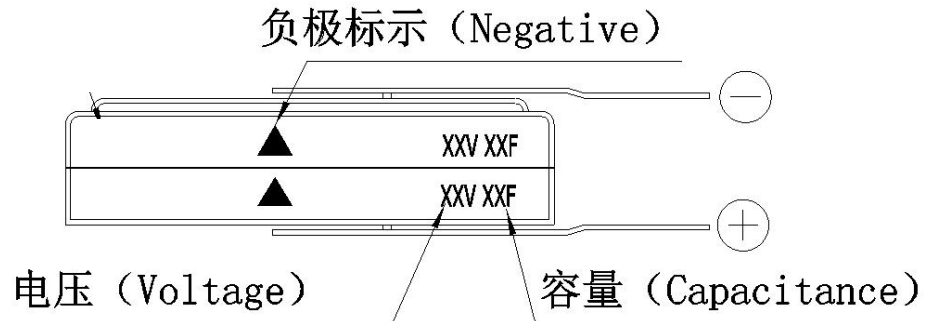 负极标示（Negative）
XXV XXF
XXV XXF
电压（Voltage）
容量（Capacitance）